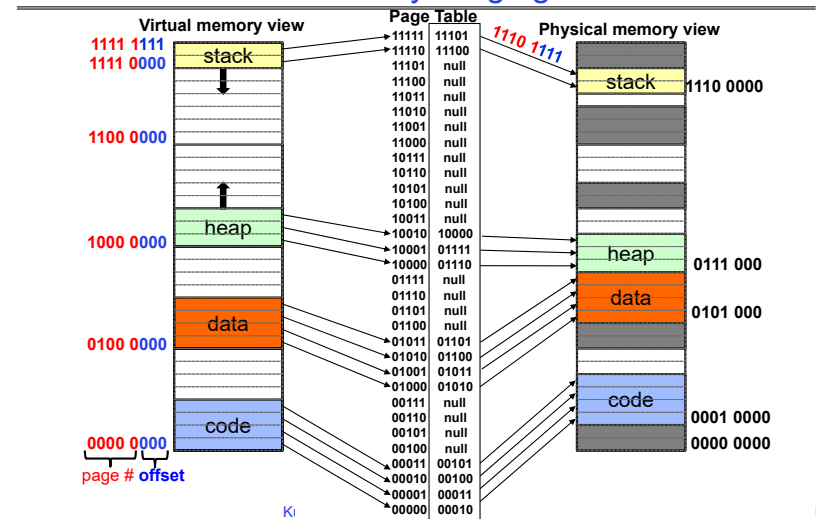 Virtual memory view
1111 1111
1111 0000
stack
1100 0000
heap
1000 0000
data
0100 0000
code
0000 0000
page # offset
Page Table
11111 11101
11110 11100
11101 null
11100 null
11011 null
11010 null
11001 null
11000 null
10111 null
10110 null
10101 null
10100 null
10011 null
10010 10000
10001 01111
10000 01110
01111 null
01110 null
01101 null
01100 null
01011 01101
01010 01100
01001 01011
01000 01010
00111 null
00110 null
00101 null
00100 null
00011 00101
00010 00100
00001 00011
00000 00010
1110 1111
Physical memory view
stack
1110 0000
heap
0111 000
data
0101 000
code
0001 0000
0000 0000